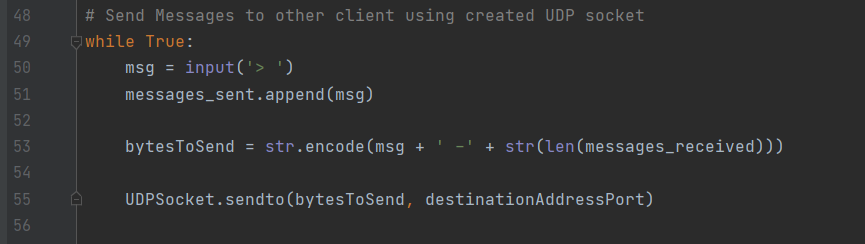 48 # Send Messages to other client using created UDP socket
49 while True:
50     msg = input('> ')
51     messages_sent.append(msg)
52
53     bytesToSend = str.encode(msg + ' -' + str(len(messages_received)))
54
55     UDPSocket.sendto(bytesToSend, destinationAddressPort)
56